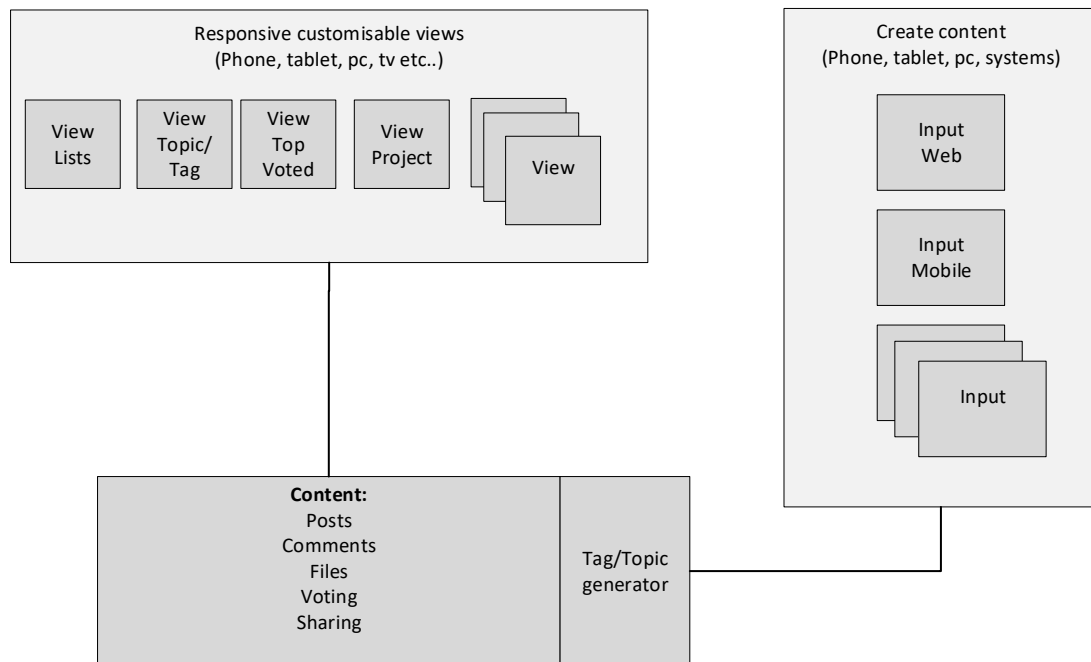 Responsive customisable views
(Phone, tablet, pc, tv etc..)
View
Lists
View
Topic/
Tag
View
Top
Voted
View
Project
View
Create content
(Phone, tablet, pc, systems)
Input
Web
Input
Mobile
Input
Content:
Posts
Comments
Files
Voting
Sharing
Tag/Topic
generator